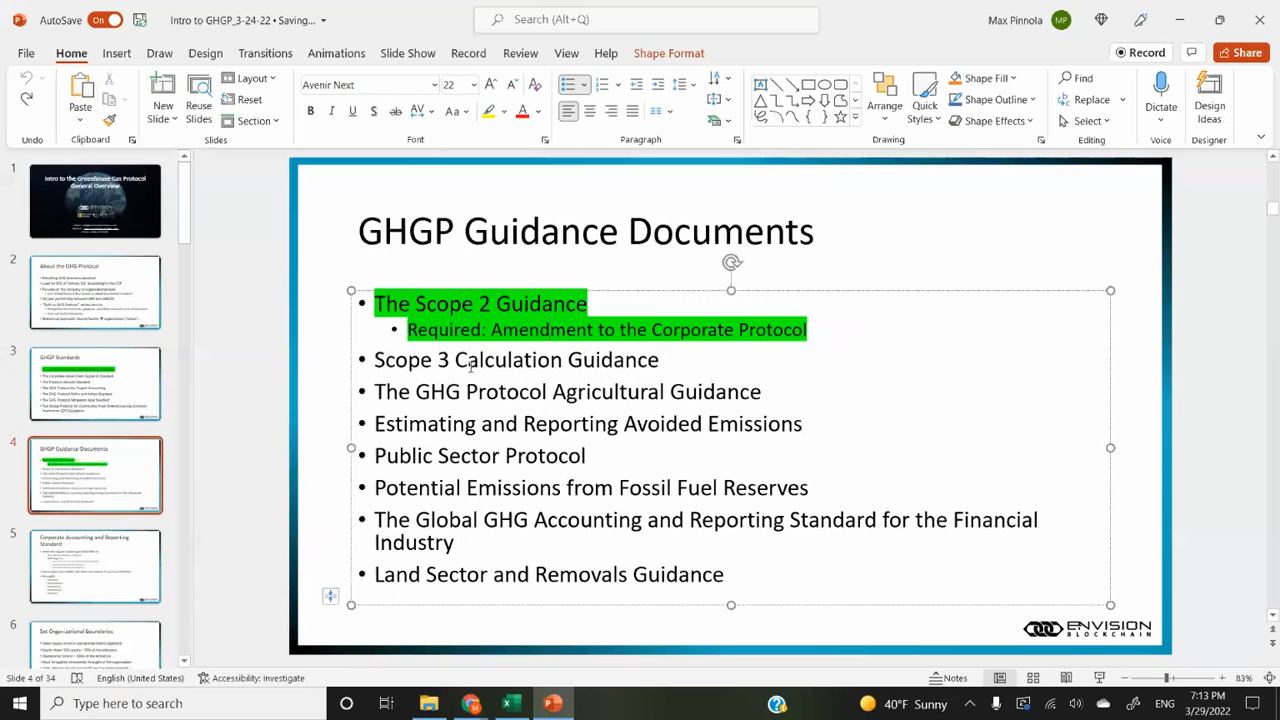 AutoSave
On
Intro to GHGP_3-24-22 • Saving...
Search (Alt+Q)
Max Pinnola
MP
File
Home
Insert
Draw
Design
Transitions
Animations
Slide Show
Record
Review
View
Help
Shape Format
Record
Share
Paste
New
Slide
Reuse
Slides
Layout
Reset
Section
Avenir Next
22
Arrange
Quick
Styles
Shape Fill
Shape Outline
Shape Effects
Find
Replace
Select
Dictate
Design
Ideas
Undo
Clipboard
Slides
Font
Paragraph
Drawing
Editing
Voice
Designer
1
Intro to the Greenhouse Gas Protocol
General Overview
2
About the GHG Protocol
3
GHGP Standards
4
GHGP Guidance Documents
5
Corporate Accounting and Reporting
Standard
6
Set Organizational Boundaries
GHGP Guidance Documents
• The Scope 2 Guidance
• Required: Amendment to the Corporate Protocol
• Scope 3 Calculation Guidance
• The GHG Protocol Agricultural Guidance
• Estimating and Reporting Avoided Emissions
• Public Sector Protocol
• Potential Emissions from Fossil Fuel Reserves
• The Global GHG Accounting and Reporting Standard for the Financial
Industry
• Land Sector and Removals Guidance
ENVISION
BLOCKCHAIN
Slide 4 of 34
English (United States)
Accessibility: Investigate
Notes
83%
Type here to search
40°F Sunny
7:13 PM
3/29/2022